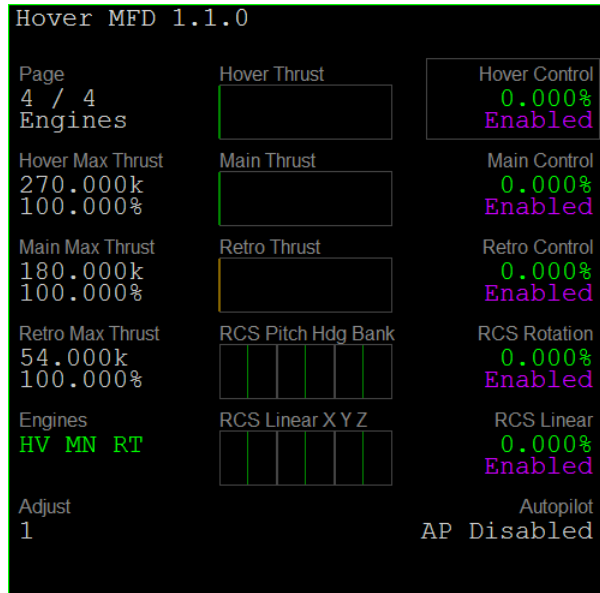 Hover MFD 1.1.0
Page
4 / 4
Engines
Hover Thrust
Hover Control
0.000%
Enabled
Hover Max Thrust
270.000k
100.000%
Main Thrust
Main Control
0.000%
Enabled
Main Max Thrust
180.000k
100.000%
Retro Thrust
Retro Control
0.000%
Enabled
Retro Max Thrust
54.000k
100.000%
RCS Pitch Hdg Bank
RCS Rotation
0.000%
Enabled
Engines
HV MN RT
RCS Linear X Y Z
RCS Linear
0.000%
Enabled
Adjust
1
Autopilot
AP Disabled